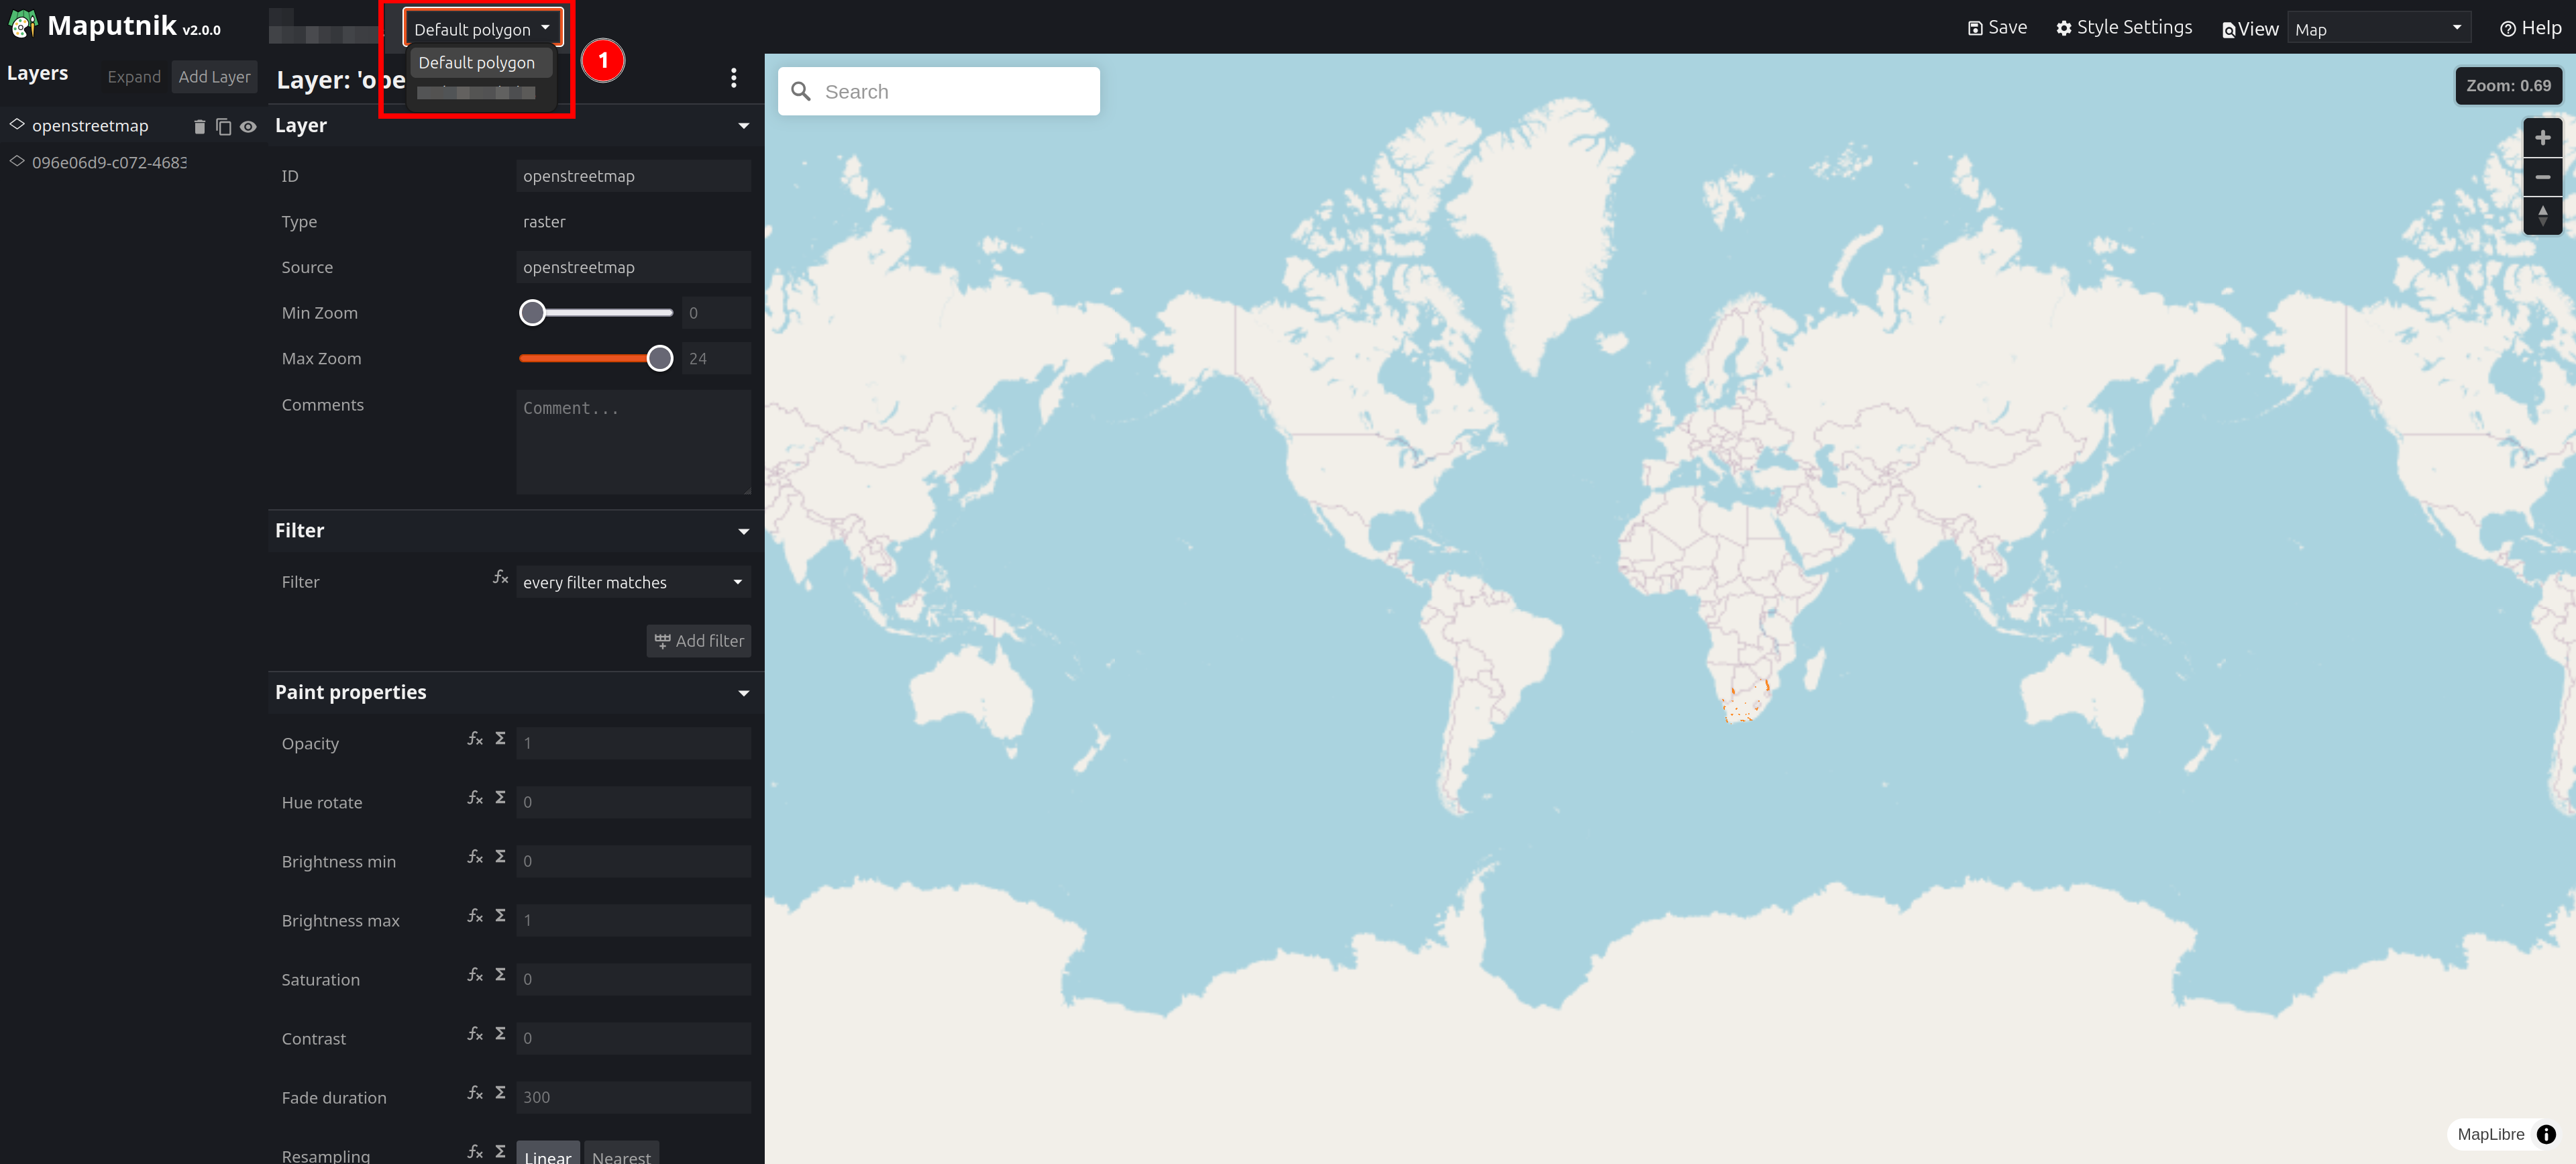 Maputnik v2.0.0
Default polygon
Default polygon
1
Save
Style Settings
View
Map
Help
Layers
Expand
Add Layer
openstreetmap
096e06d9-c072-4683
Layer: 'ope
Layer
ID
openstreetmap
Type
raster
Source
openstreetmap
Min Zoom
0
Max Zoom
24
Comments
Comment...
Filter
Filter
every filter matches
Add filter
Paint properties
Opacity
1
Hue rotate
0
Brightness min
0
Brightness max
1
Saturation
0
Contrast
0
Fade duration
300
Resampling
Linear
Nearest
Search
Zoom: 0.69
MapLibre